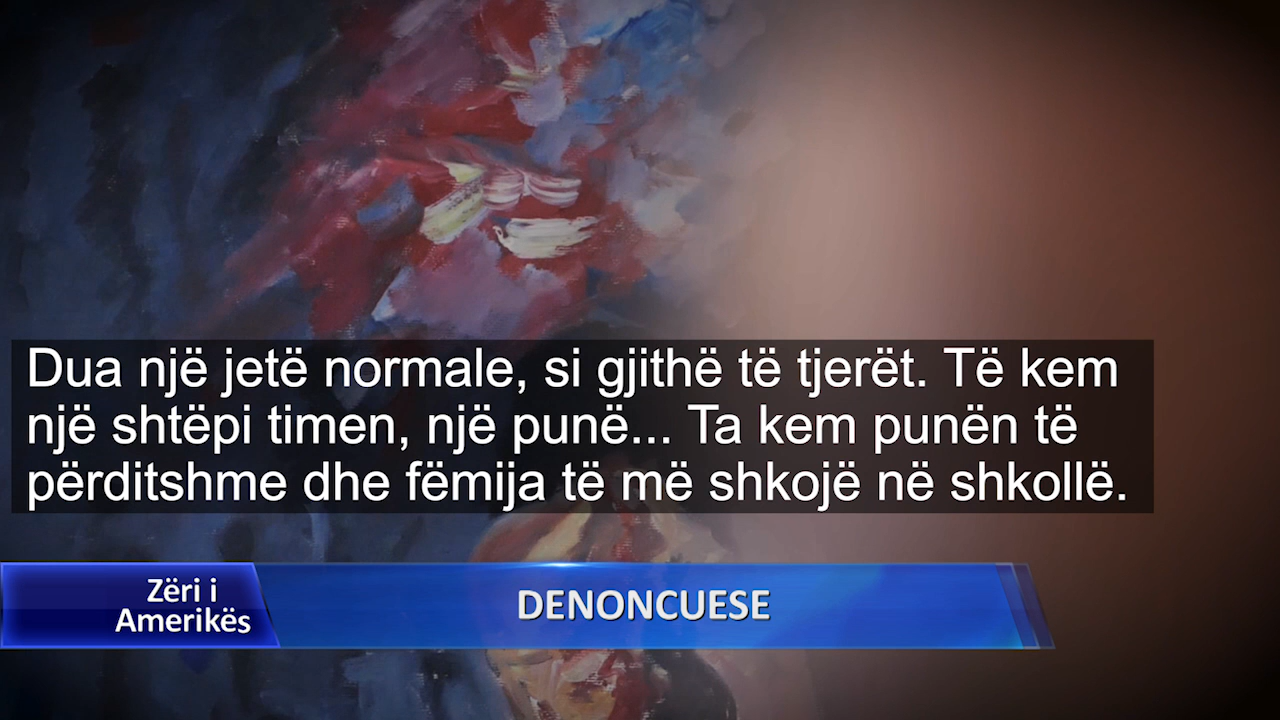 Dua një jetë normale, si gjithë të tjerët. Të kem
një shtëpi timen, një punë... Ta kem punën të
përditshme dhe fëmija të më shkojë në shkollë.
Zëri i
Amerikës
DENONCUESE